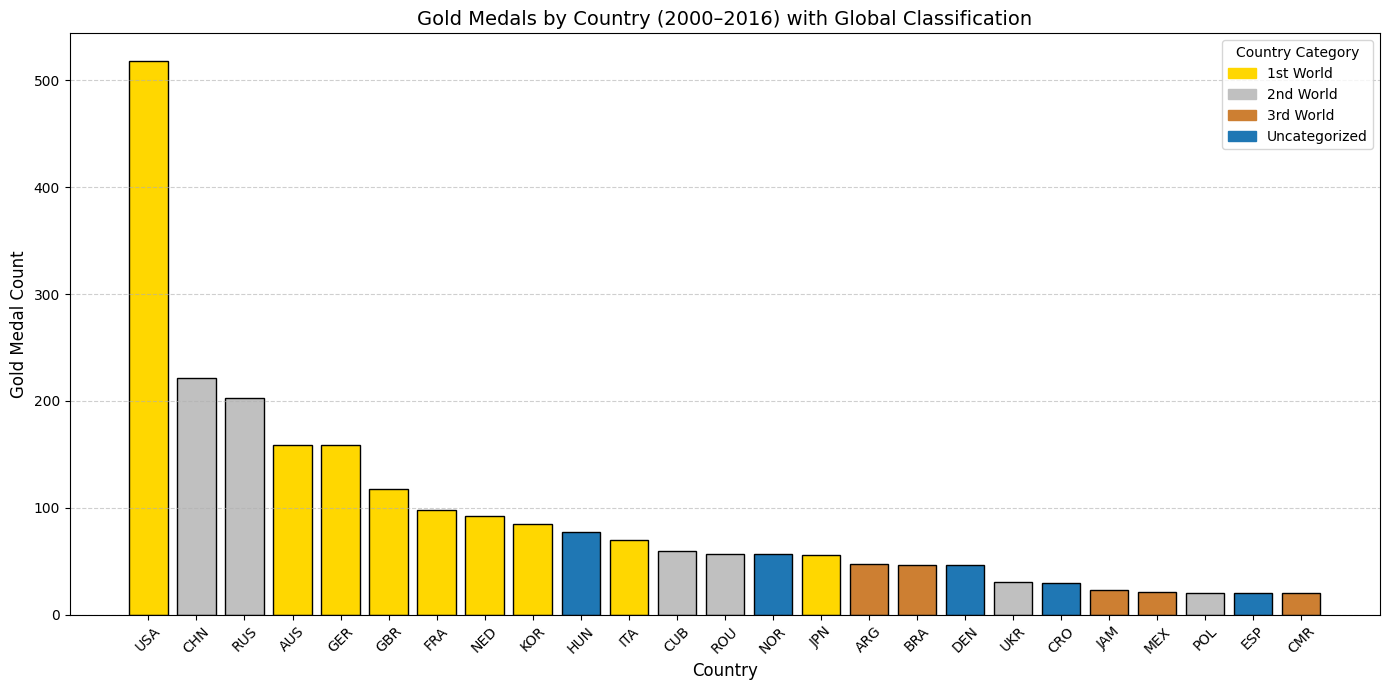 Gold Medals by Country (2000–2016) with Global Classification
Country Category
1st World
2nd World
3rd World
Uncategorized
Gold Medal Count
500
400
300
200
100
0
USA
CHN
RUS
AUS
GER
GBR
FRA
NED
KOR
HUN
ITA
CUB
ROU
NOR
JPN
ARG
BRA
DEN
UKR
CRO
JAM
MEX
POL
ESP
CMR
Country